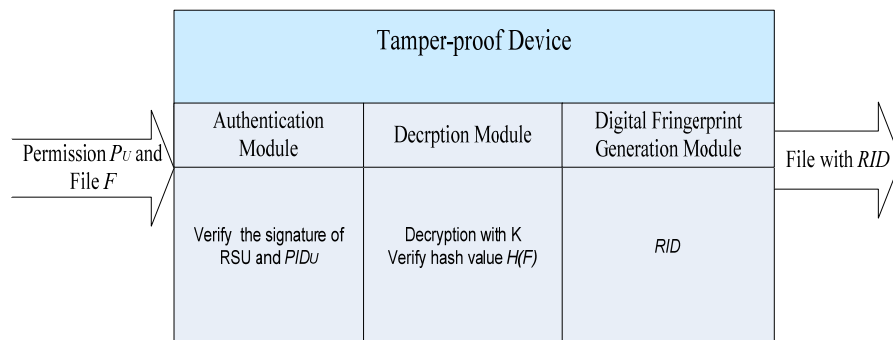 Tamper-proof Device
Authentication
Module
Decrption Module
Digital Fringerprint
Generation Module
Permission PU and
File F
File with RID
Verify the signature of
RSU and PIDU
Decryption with K
Verify hash value H(F)
RID